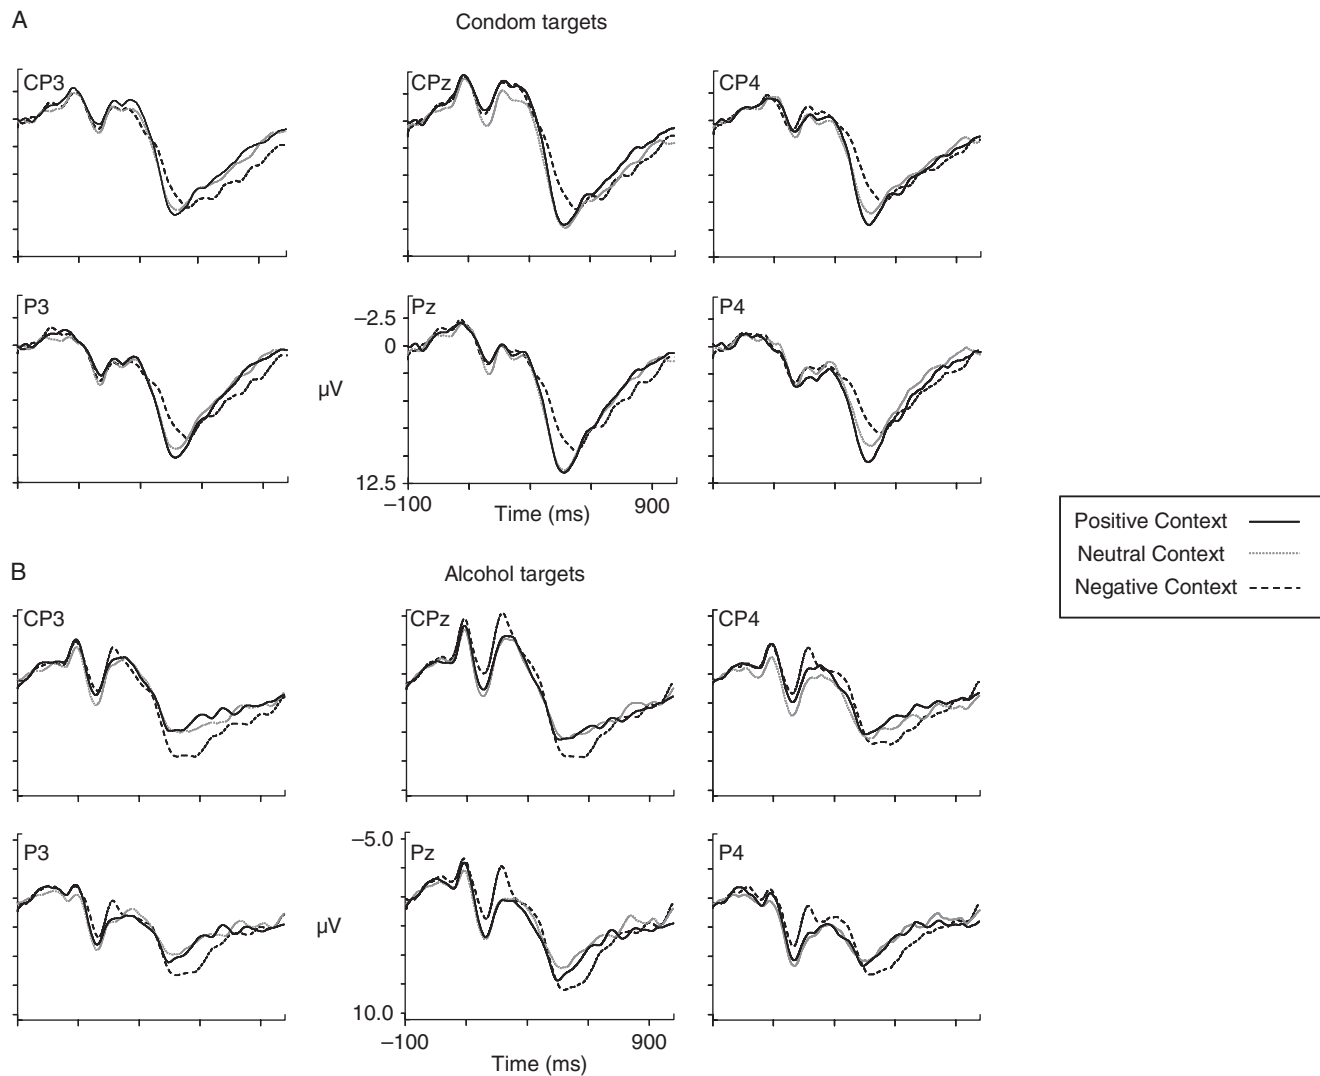 A
Condom targets
CP3
CPz
CP4
P3
Pz
P4
–2.5
0
µV
12.5
–100
900
Time (ms)
Positive Context
Neutral Context
Negative Context
B
Alcohol targets
CP3
CPz
CP4
P3
Pz
P4
–5.0
µV
10.0
–100
900
Time (ms)